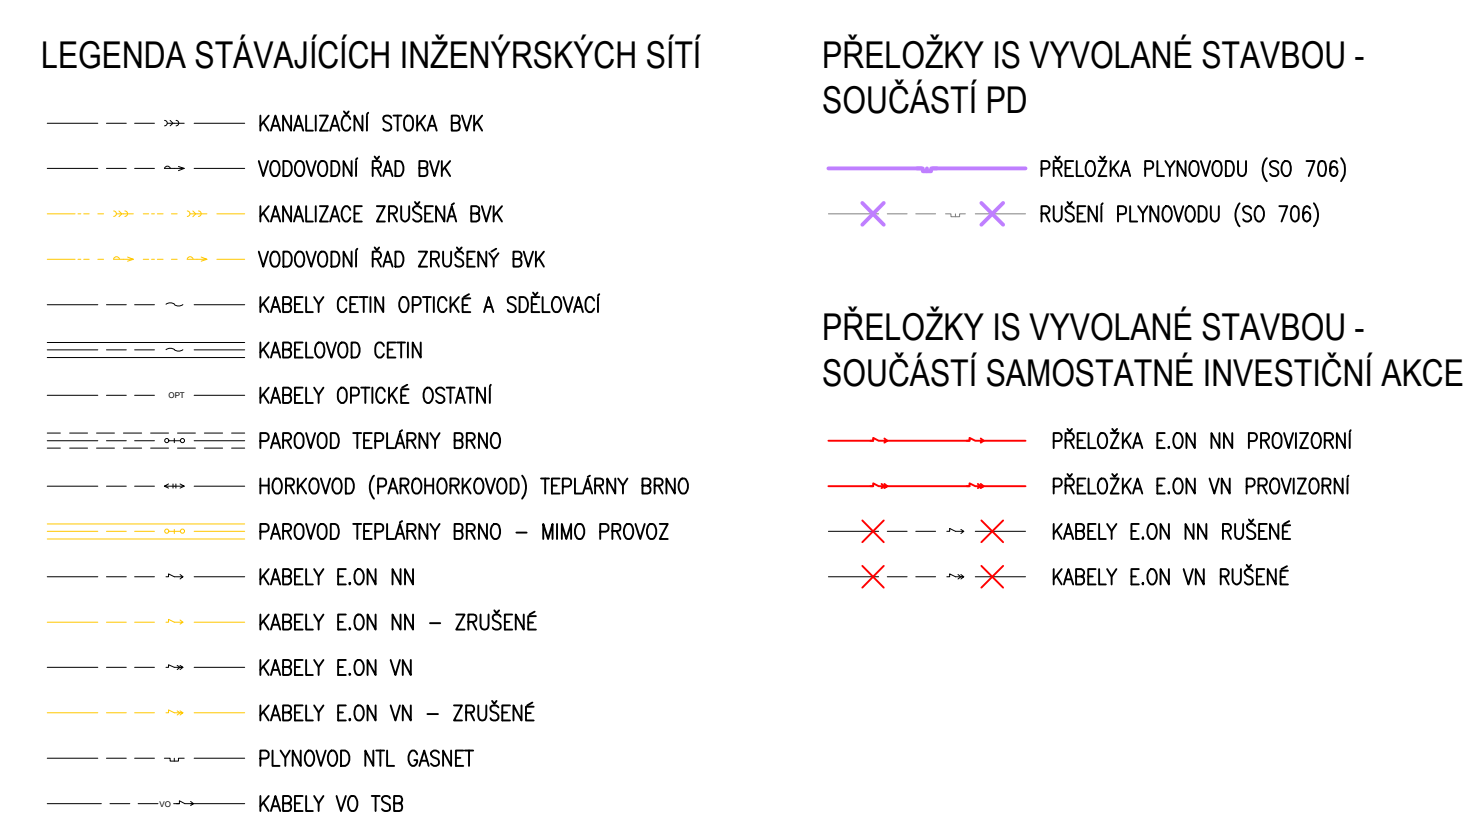 LEGENDA STÁVAJÍCÍCH INŽENÝRSKÝCH SÍTÍ
KANALIZAČNÍ STOKA BVK
VODOVODNÍ ŘAD BVK
KANALIZACE ZRUŠENÁ BVK
VODOVODNÍ ŘAD ZRUŠENÝ BVK
KABELY CETIN OPTICKÉ A SDĚLOVACÍ
KABELOVOD CETIN
OPT KABELY OPTICKÉ OSTATNÍ
PAROVOD TEPLÁRNY BRNO
HORKOVOD (PAROHORKOVOD) TEPLÁRNY BRNO
PAROVOD TEPLÁRNY BRNO – MIMO PROVOZ
KABELY E.ON NN
KABELY E.ON NN – ZRUŠENÉ
KABELY E.ON VN
KABELY E.ON VN – ZRUŠENÉ
PLYNOVOD NTL GASNET
VO KABELY VO TSB
PŘELOŽKY IS VYVOLANÉ STAVBOU -
SOUČÁSTÍ PD
PŘELOŽKA PLYNOVODU (SO 706)
RUŠENÍ PLYNOVODU (SO 706)
PŘELOŽKY IS VYVOLANÉ STAVBOU -
SOUČÁSTÍ SAMOSTATNÉ INVESTIČNÍ AKCE
PŘELOŽKA E.ON NN PROVIZORNÍ
PŘELOŽKA E.ON VN PROVIZORNÍ
KABELY E.ON NN RUŠENÉ
KABELY E.ON VN RUŠENÉ